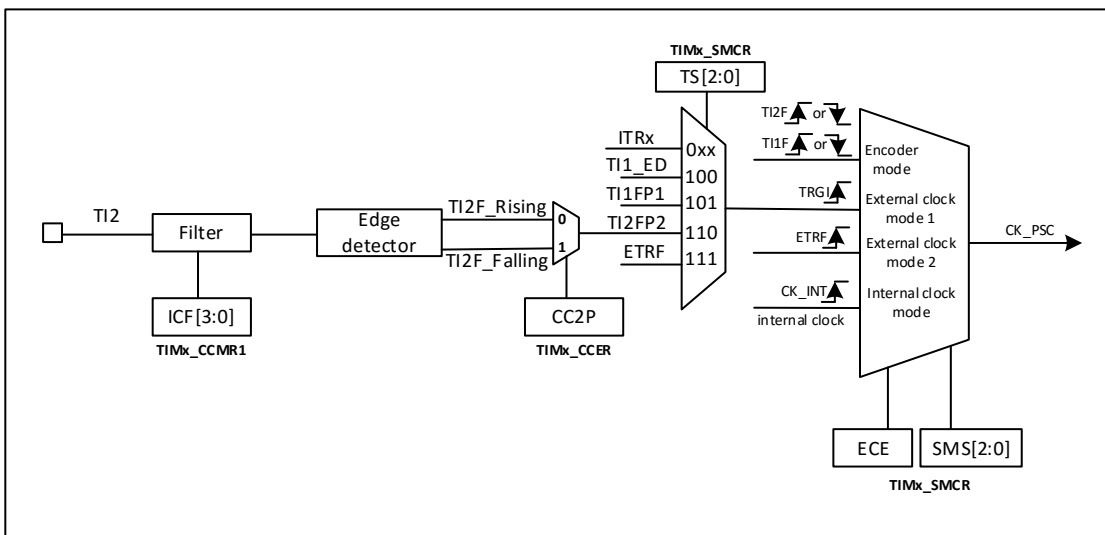 TIMx_SMCR
TS[2:0]
TI2F or
ITRx
0xx
TI1F or
Encoder
mode
TI1_ED
100
TI1FP1
101
TRGI
External clock
mode 1
TI2
Filter
Edge
detector
TI2F_Rising
0
TI2FP2
110
1
TI2F_Falling
ETRF
111
ETRF
External clock
mode 2
CK_PSC
CK_INT
Internal clock
mode
internal clock
ICF[3:0]
TIMx_CCMR1
CC2P
TIMx_CCER
ECE
SMS[2:0]
TIMx_SMCR